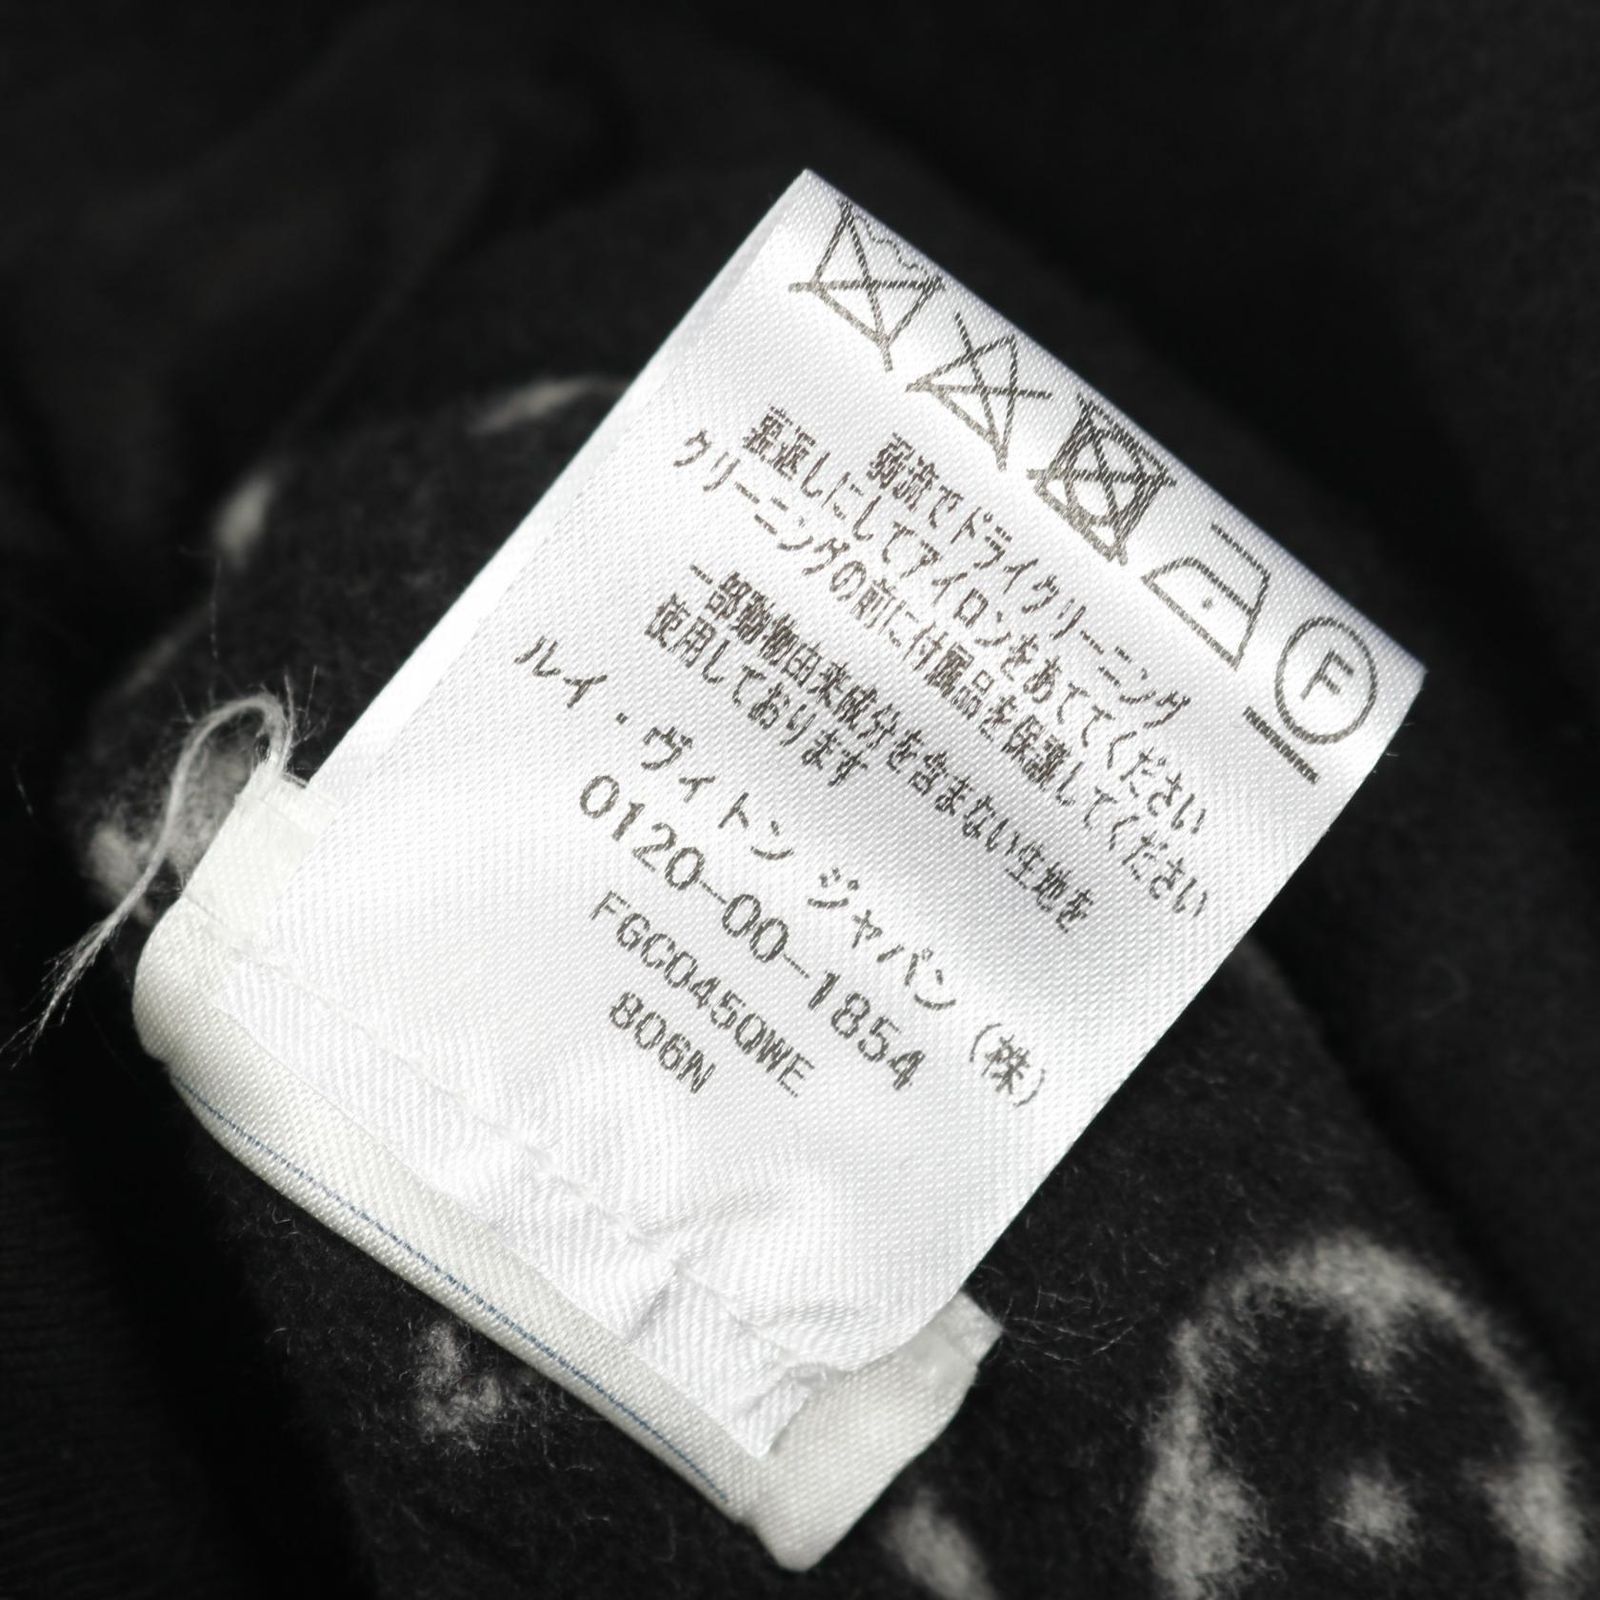 F
弱流でドライクリーニング
裏返しにしてアイロンをあててください
クリーニングの前に付属品を保護してください
一部動物由来成分を含まない生地を
使用しております
ルイ・ヴィトン ジャパン (株)
0120-00-1854
FGC045QWE
806N